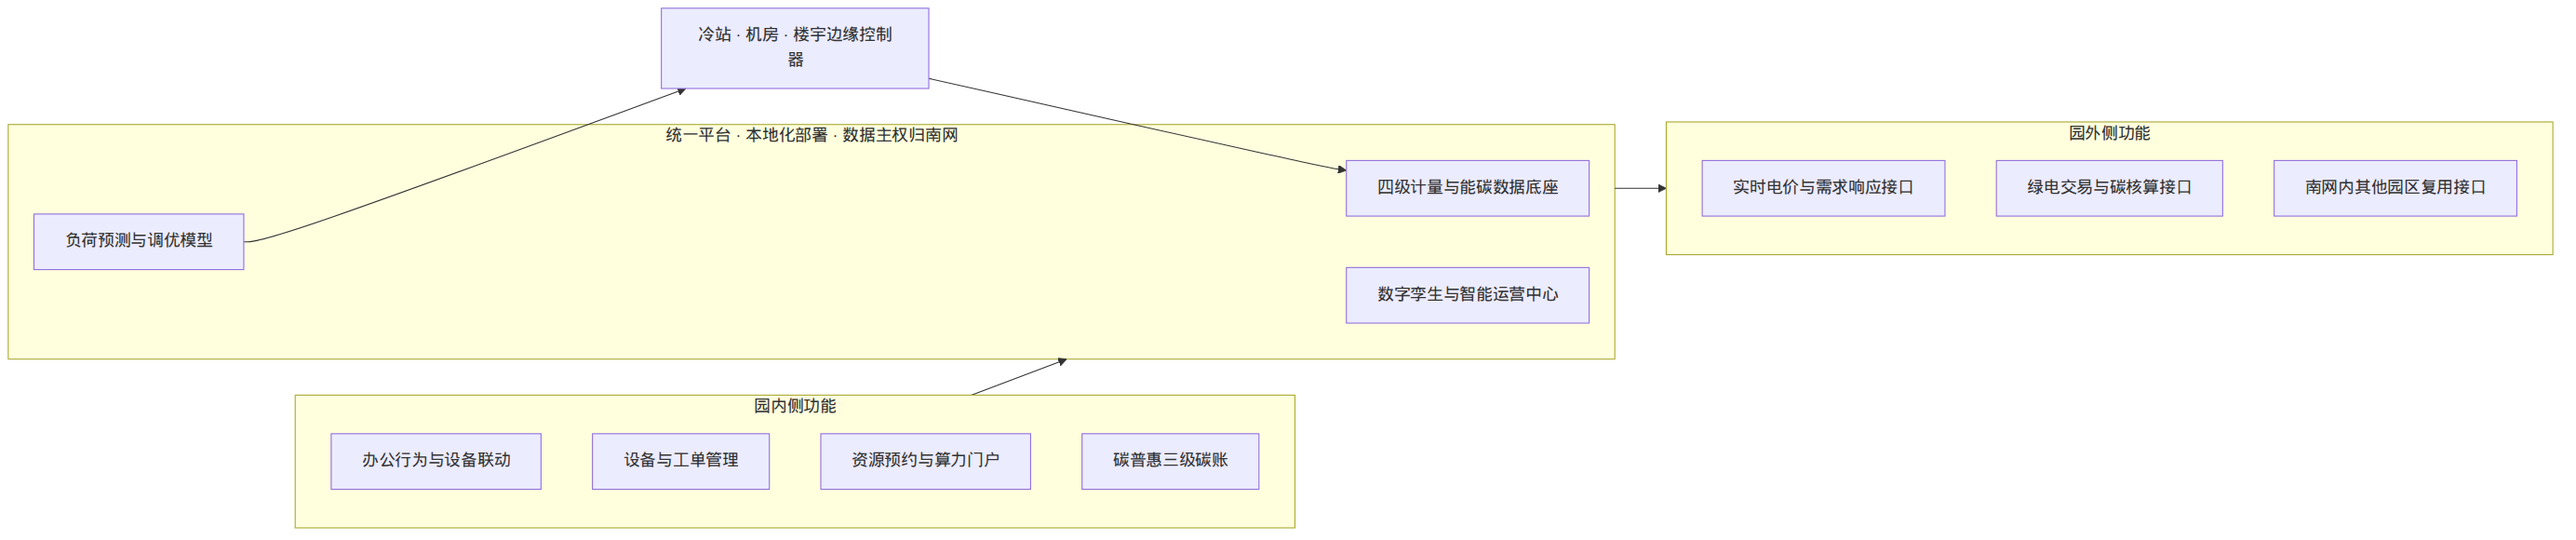 冷站 · 机房 · 楼宇边缘控制
器
统一平台 · 本地化部署 · 数据主权归南网
负荷预测与调优模型
四级计量与能碳数据底座
数字孪生与智能运营中心
园外侧功能
实时电价与需求响应接口
绿电交易与碳核算接口
南网内其他园区复用接口
园内侧功能
办公行为与设备联动
设备与工单管理
资源预约与算力门户
碳普惠三级碳账